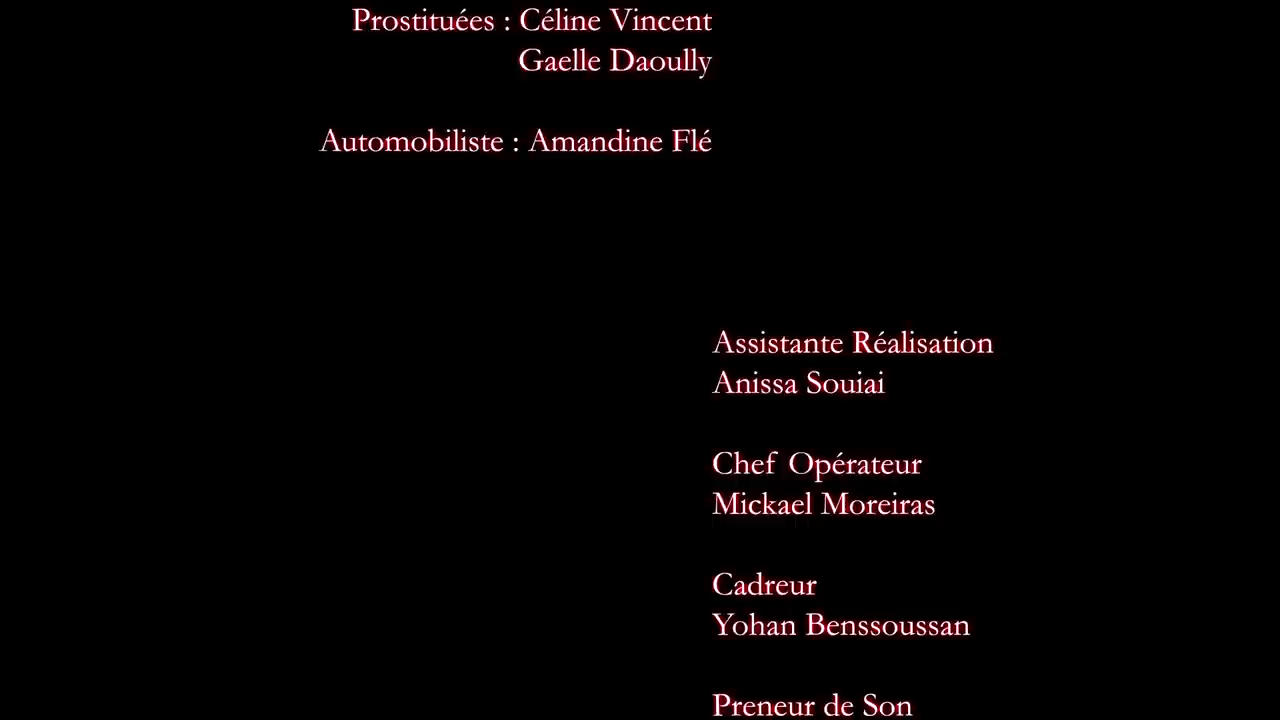 Prostituées : Céline Vincent
Gaelle Daoully
Automobiliste : Amandine Flé
Assistante Réalisation
Anissa Souiai
Chef Opérateur
Mickael Moreiras
Cadreur
Yohan Benssoussan
Preneur de Son